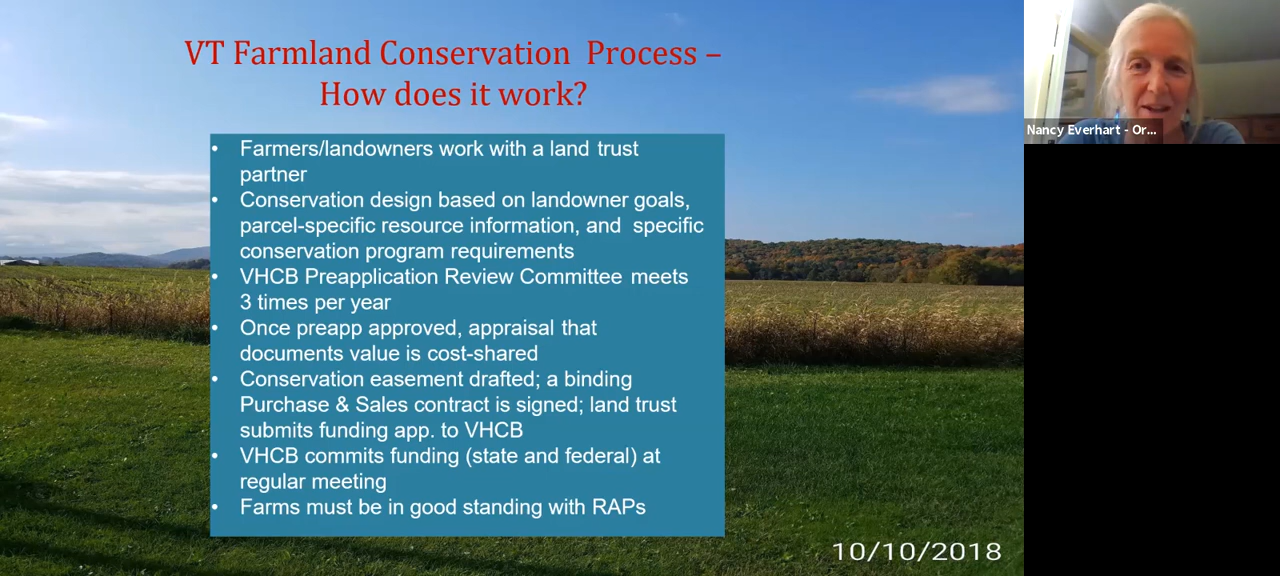 VT Farmland Conservation Process –
How does it work?
• Farmers/landowners work with a land trust
partner
• Conservation design based on landowner goals,
parcel-specific resource information, and specific
conservation program requirements
• VHCB Preapplication Review Committee meets
3 times per year
• Once preapp approved, appraisal that
documents value is cost-shared
• Conservation easement drafted; a binding
Purchase & Sales contract is signed; land trust
submits funding app. to VHCB
• VHCB commits funding (state and federal) at
regular meeting
• Farms must be in good standing with RAPs
10/10/2018
Nancy Everhart - Or...